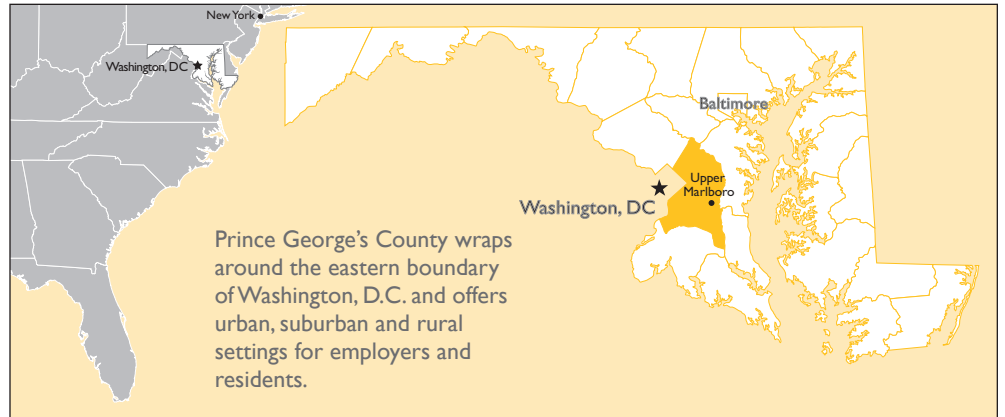 New York
Washington, DC
Baltimore
Upper
Marlboro
Washington, DC
Prince George’s County wraps
around the eastern boundary
of Washington, D.C. and offers
urban, suburban and rural
settings for employers and
residents.